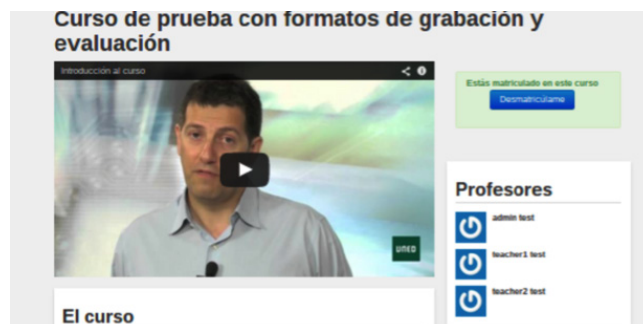 Curso de prueba con formatos de grabación y
evaluación
Introducción al curso
UNED
El curso
Estás matriculado en este curso
Desmatricúlame
Profesores
admin test
teacher1 test
teacher2 test